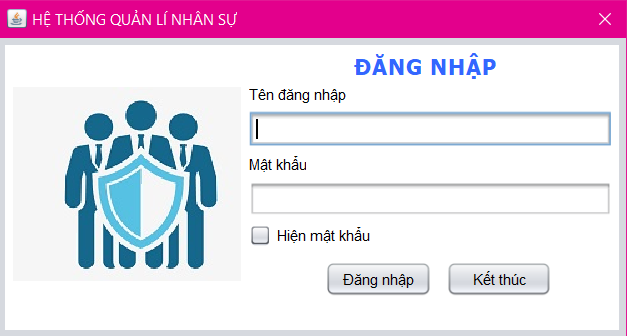 HỆ THỐNG QUẢN LÍ NHÂN SỰ
ĐĂNG NHẬP
Tên đăng nhập
Mật khẩu
Hiện mật khẩu
Đăng nhập
Kết thúc